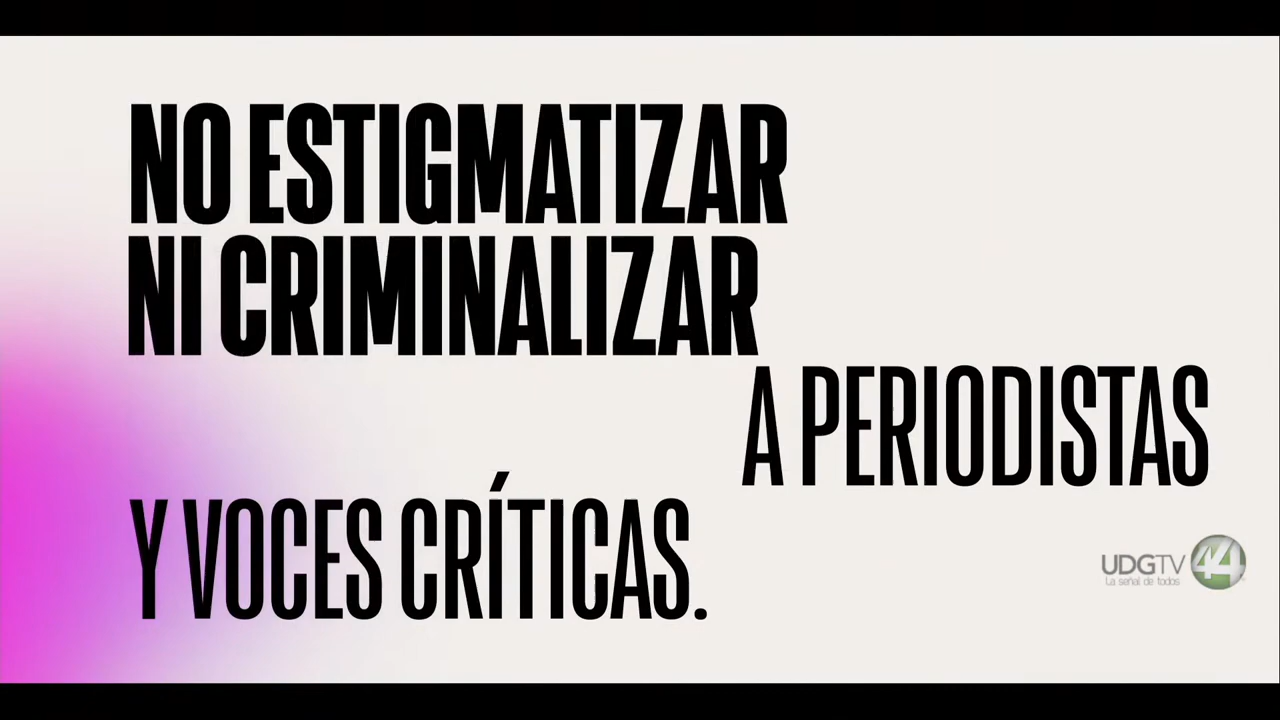 NO ESTIGMATIZAR
NI CRIMINALIZAR
A PERIODISTAS
Y VOCES CRÍTICAS.
UDGTV 44
La señal de todos